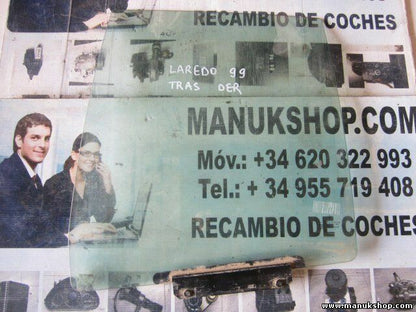 RECAMBIO DE COCHES
LAREDO 99
TRAS DER
MANUKSHOP.COM
Móv.: +34 620 322 993
Tel.: + 34 955 719 408
RECAMBIO DE COCHES
www.manukshop.com